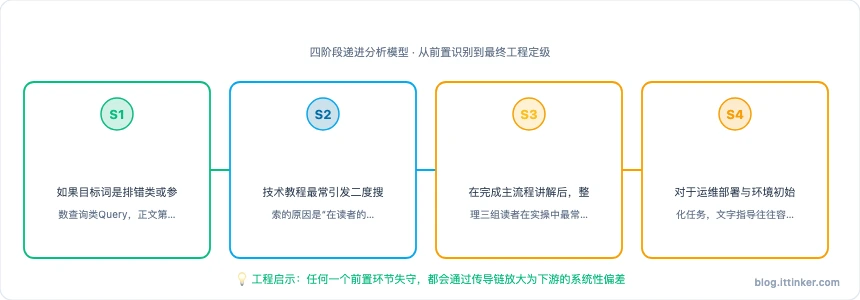 四阶段递进分析模型 · 从前置识别到最终工程定级
S1
如果目标词是排错类或参
数查询类Query，正文第...
S2
技术教程最常引发二度搜
索的原因是“在读者的...
S3
在完成主流程讲解后，整
理三组读者在实操中最常...
S4
对于运维部署与环境初始
化任务，文字指导往往容...
💡 工程启示：任何一个前置环节失守，都会通过传导链放大为下游的系统性偏差
blog.ittinker.com